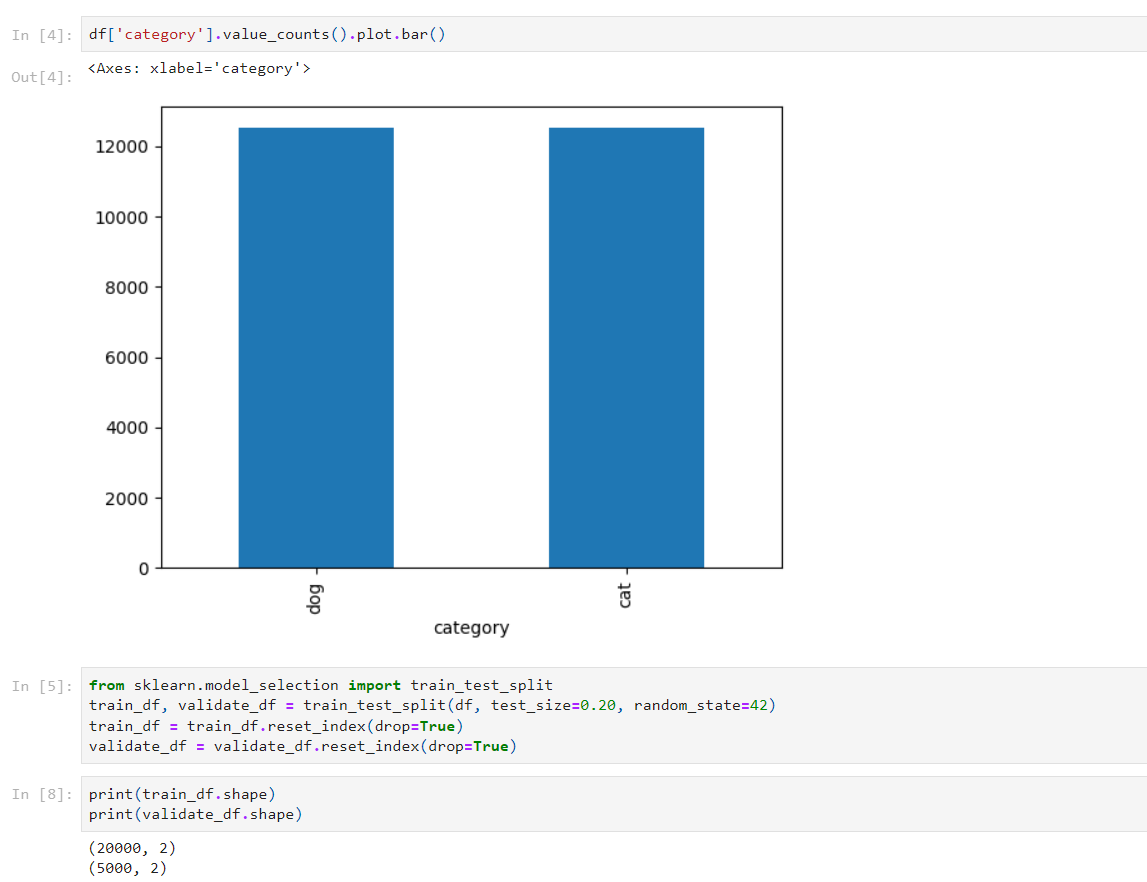 In [4]:
df['category'].value_counts().plot.bar()
Out[4]:
<Axes: xlabel='category'>
12000
10000
8000
6000
4000
2000
0
dog
cat
category
In [5]:
from sklearn.model_selection import train_test_split
train_df, validate_df = train_test_split(df, test_size=0.20, random_state=42)
train_df = train_df.reset_index(drop=True)
validate_df = validate_df.reset_index(drop=True)
In [8]:
print(train_df.shape)
print(validate_df.shape)
(20000, 2)
(5000, 2)